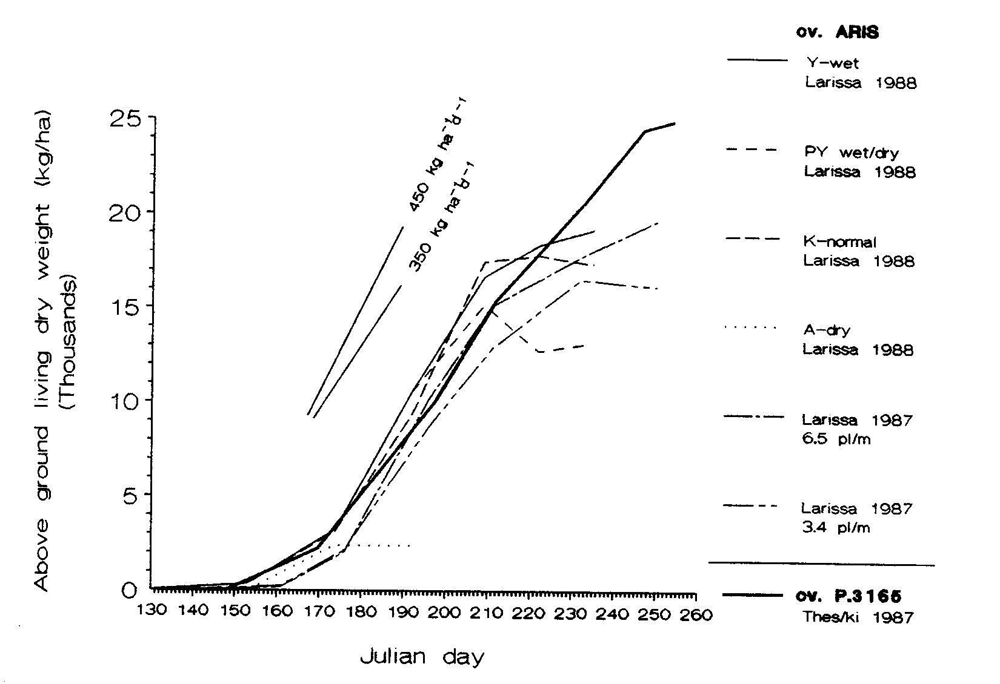 Above ground living dry weight (kg/ha)
(Thousands)
25
20
15
10
5
0
130 140 150 160 170 180 190 200 210 220 230 240 250 260
Julian day
450 kg ha⁻¹d⁻¹
350 kg ha⁻¹d⁻¹
cv. ARIS
Y-wet
Larissa 1988
PY wet/dry
Larissa 1988
K-normal
Larissa 1988
A-dry
Larissa 1988
Larissa 1987
6.5 pl/m
Larissa 1987
3.4 pl/m
cv. P.3165
Thes/ki 1987